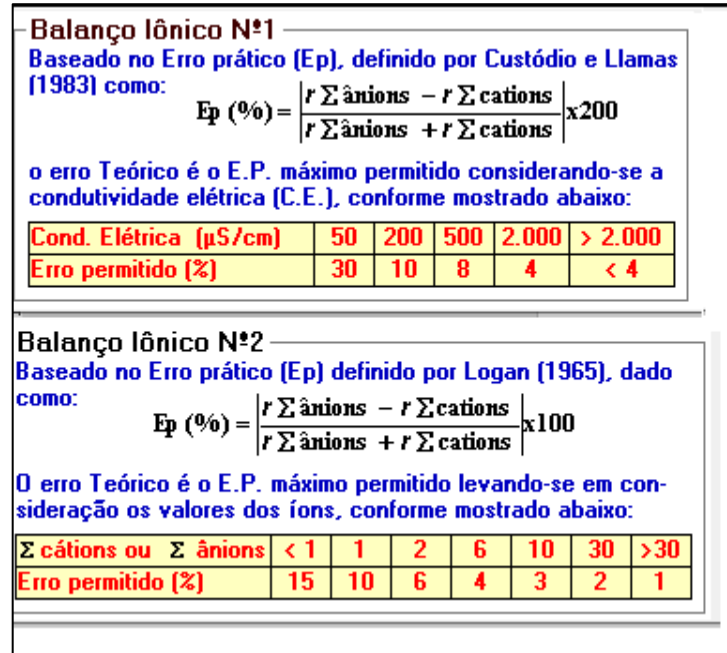 Balanço Iônico Nº1
Baseado no Erro prático (Ep), definido por Custódio e Llamas
(1983) como:
Ep (%) = | r Σ ânions − r Σ cations / r Σ ânions + r Σ cations | x200
o erro Teórico é o E.P. máximo permitido considerando-se a
condutividade elétrica (C.E.), conforme mostrado abaixo:
Cond. Elétrica (µS/cm) 50 200 500 2.000 > 2.000
Erro permitido (%) 30 10 8 4 < 4
Balanço Iônico Nº2
Baseado no Erro prático (Ep) definido por Logan (1965), dado
como:
Ep (%) = | r Σ ânions − r Σ cations / r Σ ânions + r Σ cations | x100
O erro Teórico é o E.P. máximo permitido levando-se em con-
sideração os valores dos íons, conforme mostrado abaixo:
Σ cátions ou Σ ânions < 1 1 2 6 10 30 >30
Erro permitido (%) 15 10 6 4 3 2 1